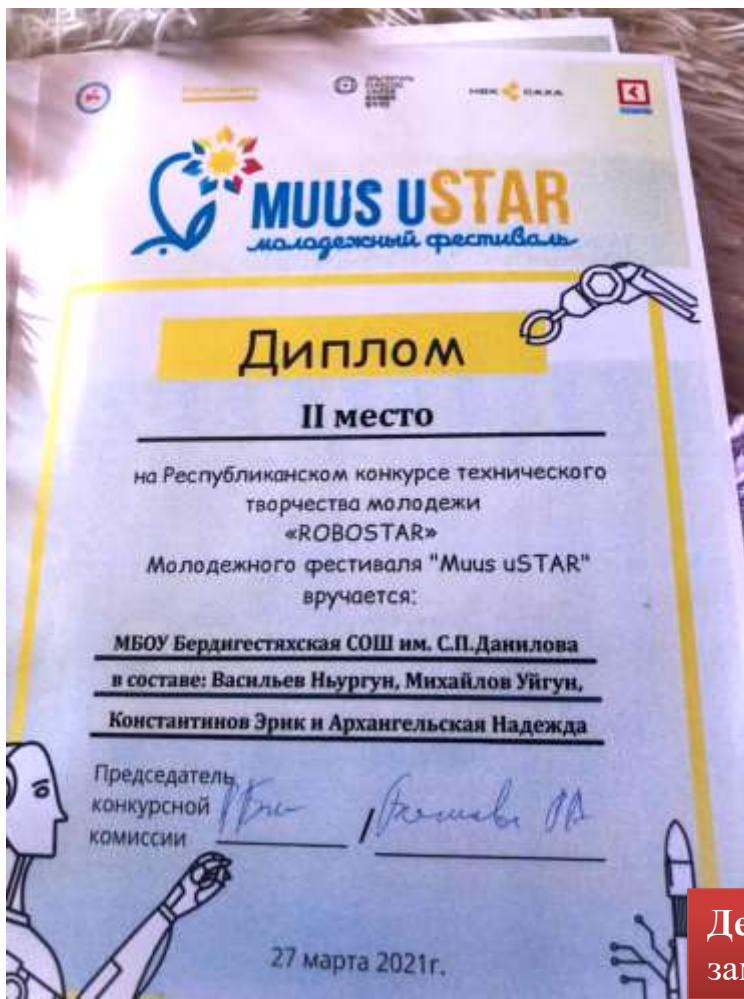 НВК САХА
MUUS USTAR
молодежный фестиваль
Диплом
II место
на Республиканском конкурсе технического
творчества молодежи
«ROBOSTAR»
Молодежного фестиваля "Muus uSTAR"
вручается:
МБОУ Бердигестяхская СОШ им. С.П.Данилова
в составе: Васильев Ньургун, Михайлов Уйгун,
Константинов Эрик и Архангельская Надежда
Председатель
конкурсной
комиссии
/
27 марта 2021г.